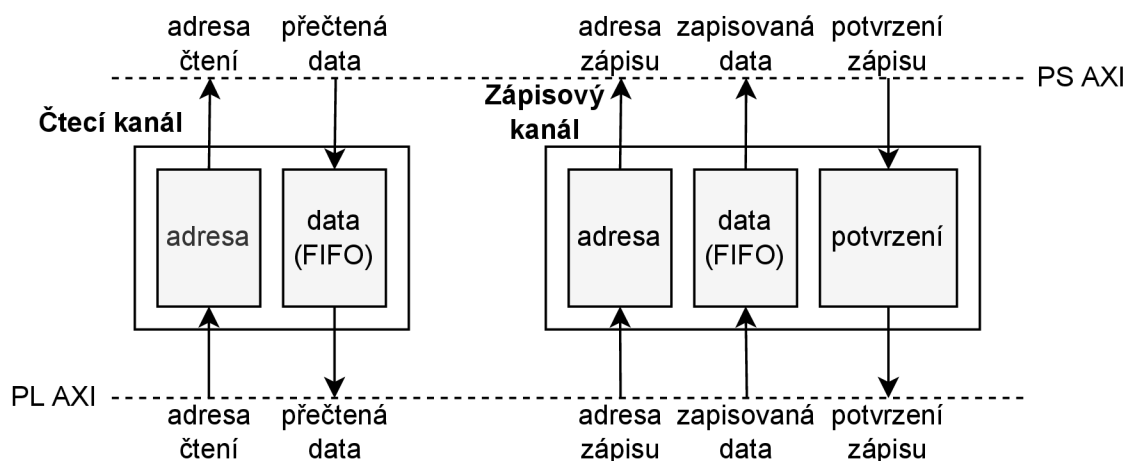 adresa
čtení
přečtená
data
adresa
zápisu
zapisovaná
data
potvrzení
zápisu
PS AXI
Čtecí kanál
Zápisový
kanál
adresa
data
(FIFO)
adresa
data
(FIFO)
potvrzení
PL AXI
adresa
čtení
přečtená
data
adresa
zápisu
zapisovaná
data
potvrzení
zápisu